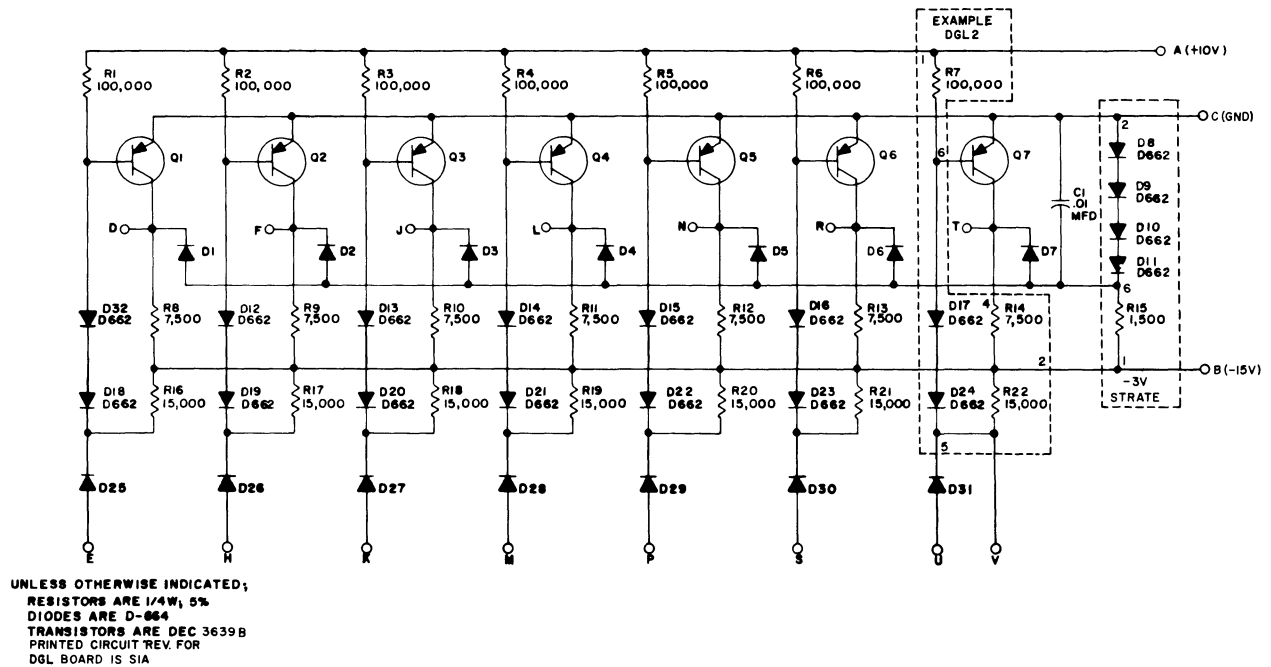 EXAMPLE
DGL2
A (+10V)
R1
100,000
R2
100,000
R3
100,000
R4
100,000
R5
100,000
R6
100,000
1
R7
100,000
C (GND)
2
Q1
Q2
Q3
Q4
Q5
Q6
6
Q7
D8
D662
D9
D662
D10
D662
D11
D662
C1
.01
MFD
D
D1
F
D2
J
D3
L
D4
N
D5
R
D6
T
D7
6
D32
D662
R8
7,500
D12
D662
R9
7,500
D13
D662
R10
7,500
D14
D662
R11
7,500
D15
D662
R12
7,500
D16
D662
R13
7,500
D17
D662
4
R14
7,500
R15
1,500
2
1
B (-15V)
D18
D662
R16
15,000
D19
D662
R17
15,000
D20
D662
R18
15,000
D21
D662
R19
15,000
D22
D662
R20
15,000
D23
D662
R21
15,000
D24
D662
R22
15,000
-3V
STRATE
5
D25
D26
D27
D28
D29
D30
D31
E
H
K
M
P
S
U
V
UNLESS OTHERWISE INDICATED;
RESISTORS ARE 1/4W; 5%
DIODES ARE D-664
TRANSISTORS ARE DEC 3639B
PRINTED CIRCUIT REV. FOR
DGL BOARD IS S1A